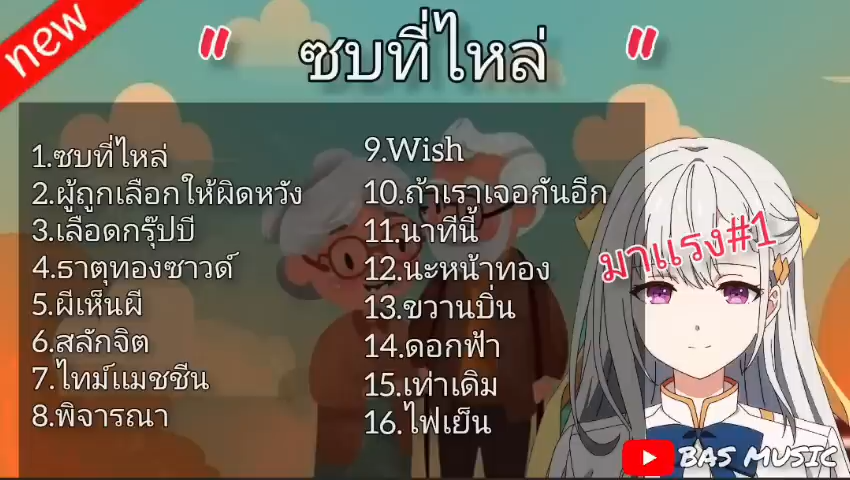 new
" ซบที่ไหล่ "
1.ซบที่ไหล่
2.ผู้ถูกเลือกให้ผิดหวัง
3.เลือดกรุ๊ปบี
4.ธาตุทองซาวด์
5.ผีเห็นผี
6.สลักจิต
7.ไทม์แมชชีน
8.พิจารณา
9.Wish
10.ถ้าเราเจอกันอีก
11.นาทีนี้
12.นะหน้าทอง
13.ขวานบิ่น
14.ดอกฟ้า
15.เท่าเดิม
16.ไฟเย็น
มาแรง#1
BAS MUSIC